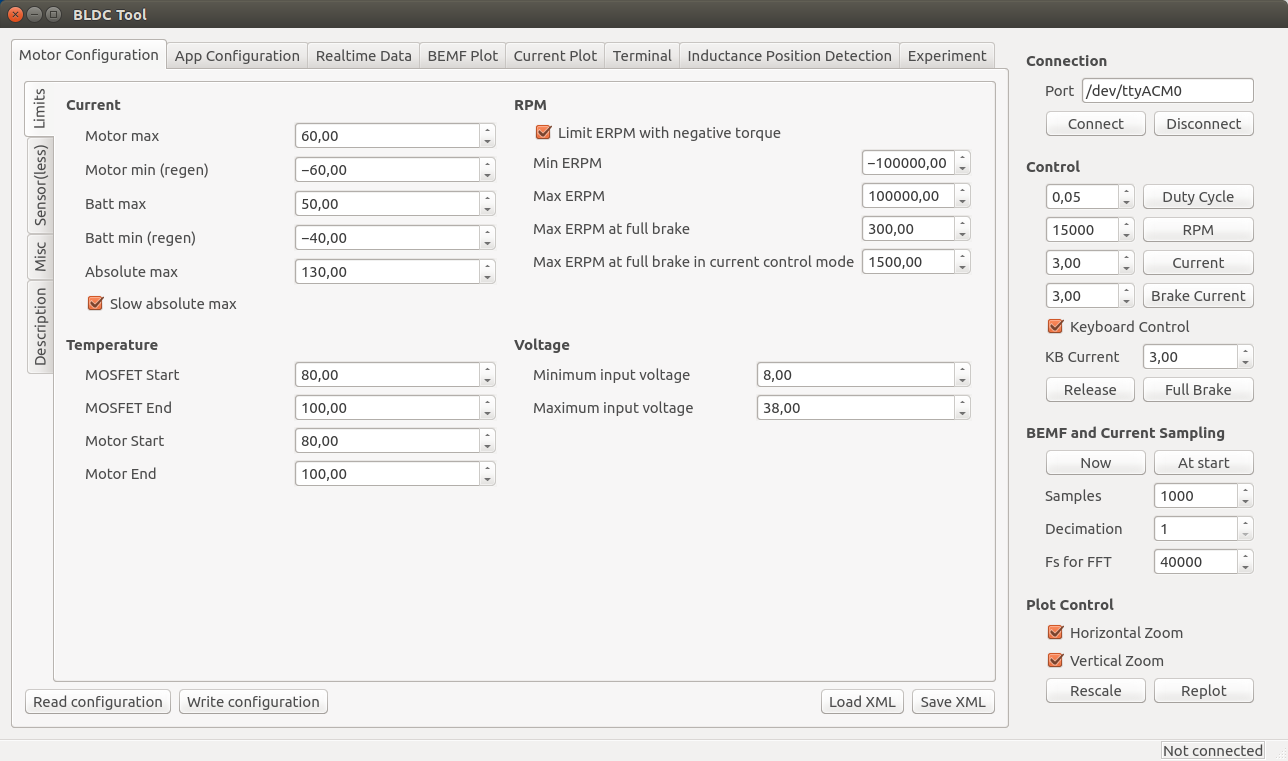 BLDC Tool
Motor Configuration
App Configuration
Realtime Data
BEMF Plot
Current Plot
Terminal
Inductance Position Detection
Experiment
Limits
Sensor(less)
Misc
Description
Current
Motor max
60,00
Motor min (regen)
−60,00
Batt max
50,00
Batt min (regen)
−40,00
Absolute max
130,00
Slow absolute max
RPM
Limit ERPM with negative torque
Min ERPM
−100000,00
Max ERPM
100000,00
Max ERPM at full brake
300,00
Max ERPM at full brake in current control mode
1500,00
Temperature
MOSFET Start
80,00
MOSFET End
100,00
Motor Start
80,00
Motor End
100,00
Voltage
Minimum input voltage
8,00
Maximum input voltage
38,00
Read configuration
Write configuration
Load XML
Save XML
Connection
Port
/dev/ttyACM0
Connect
Disconnect
Control
0,05
Duty Cycle
15000
RPM
3,00
Current
3,00
Brake Current
Keyboard Control
KB Current
3,00
Release
Full Brake
BEMF and Current Sampling
Now
At start
Samples
1000
Decimation
1
Fs for FFT
40000
Plot Control
Horizontal Zoom
Vertical Zoom
Rescale
Replot
Not connected